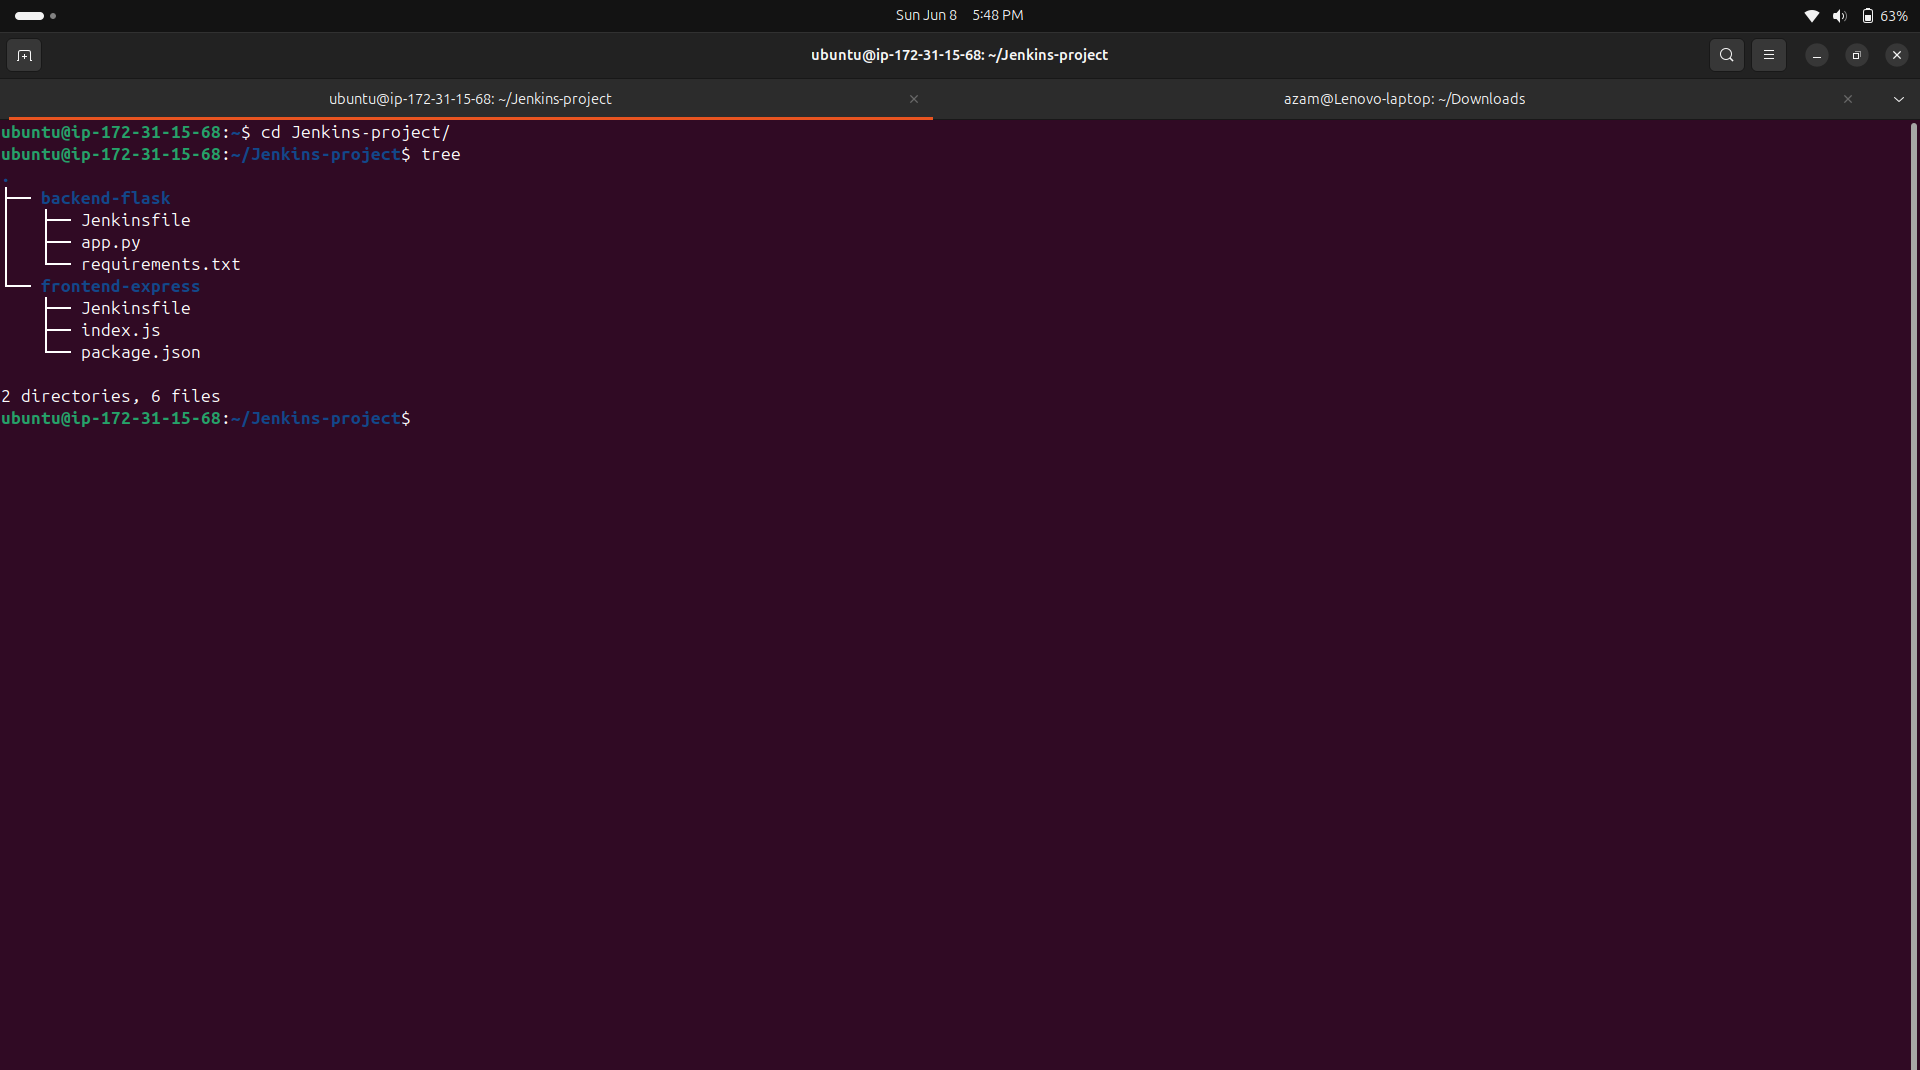 Sun Jun 8 5:48 PM
63%
ubuntu@ip-172-31-15-68: ~/Jenkins-project
ubuntu@ip-172-31-15-68: ~/Jenkins-project
azam@Lenovo-laptop: ~/Downloads
ubuntu@ip-172-31-15-68:~$ cd Jenkins-project/
ubuntu@ip-172-31-15-68:~/Jenkins-project$ tree
.
├── backend-flask
│   ├── Jenkinsfile
│   ├── app.py
│   └── requirements.txt
└── frontend-express
    ├── Jenkinsfile
    ├── index.js
    └── package.json
2 directories, 6 files
ubuntu@ip-172-31-15-68:~/Jenkins-project$